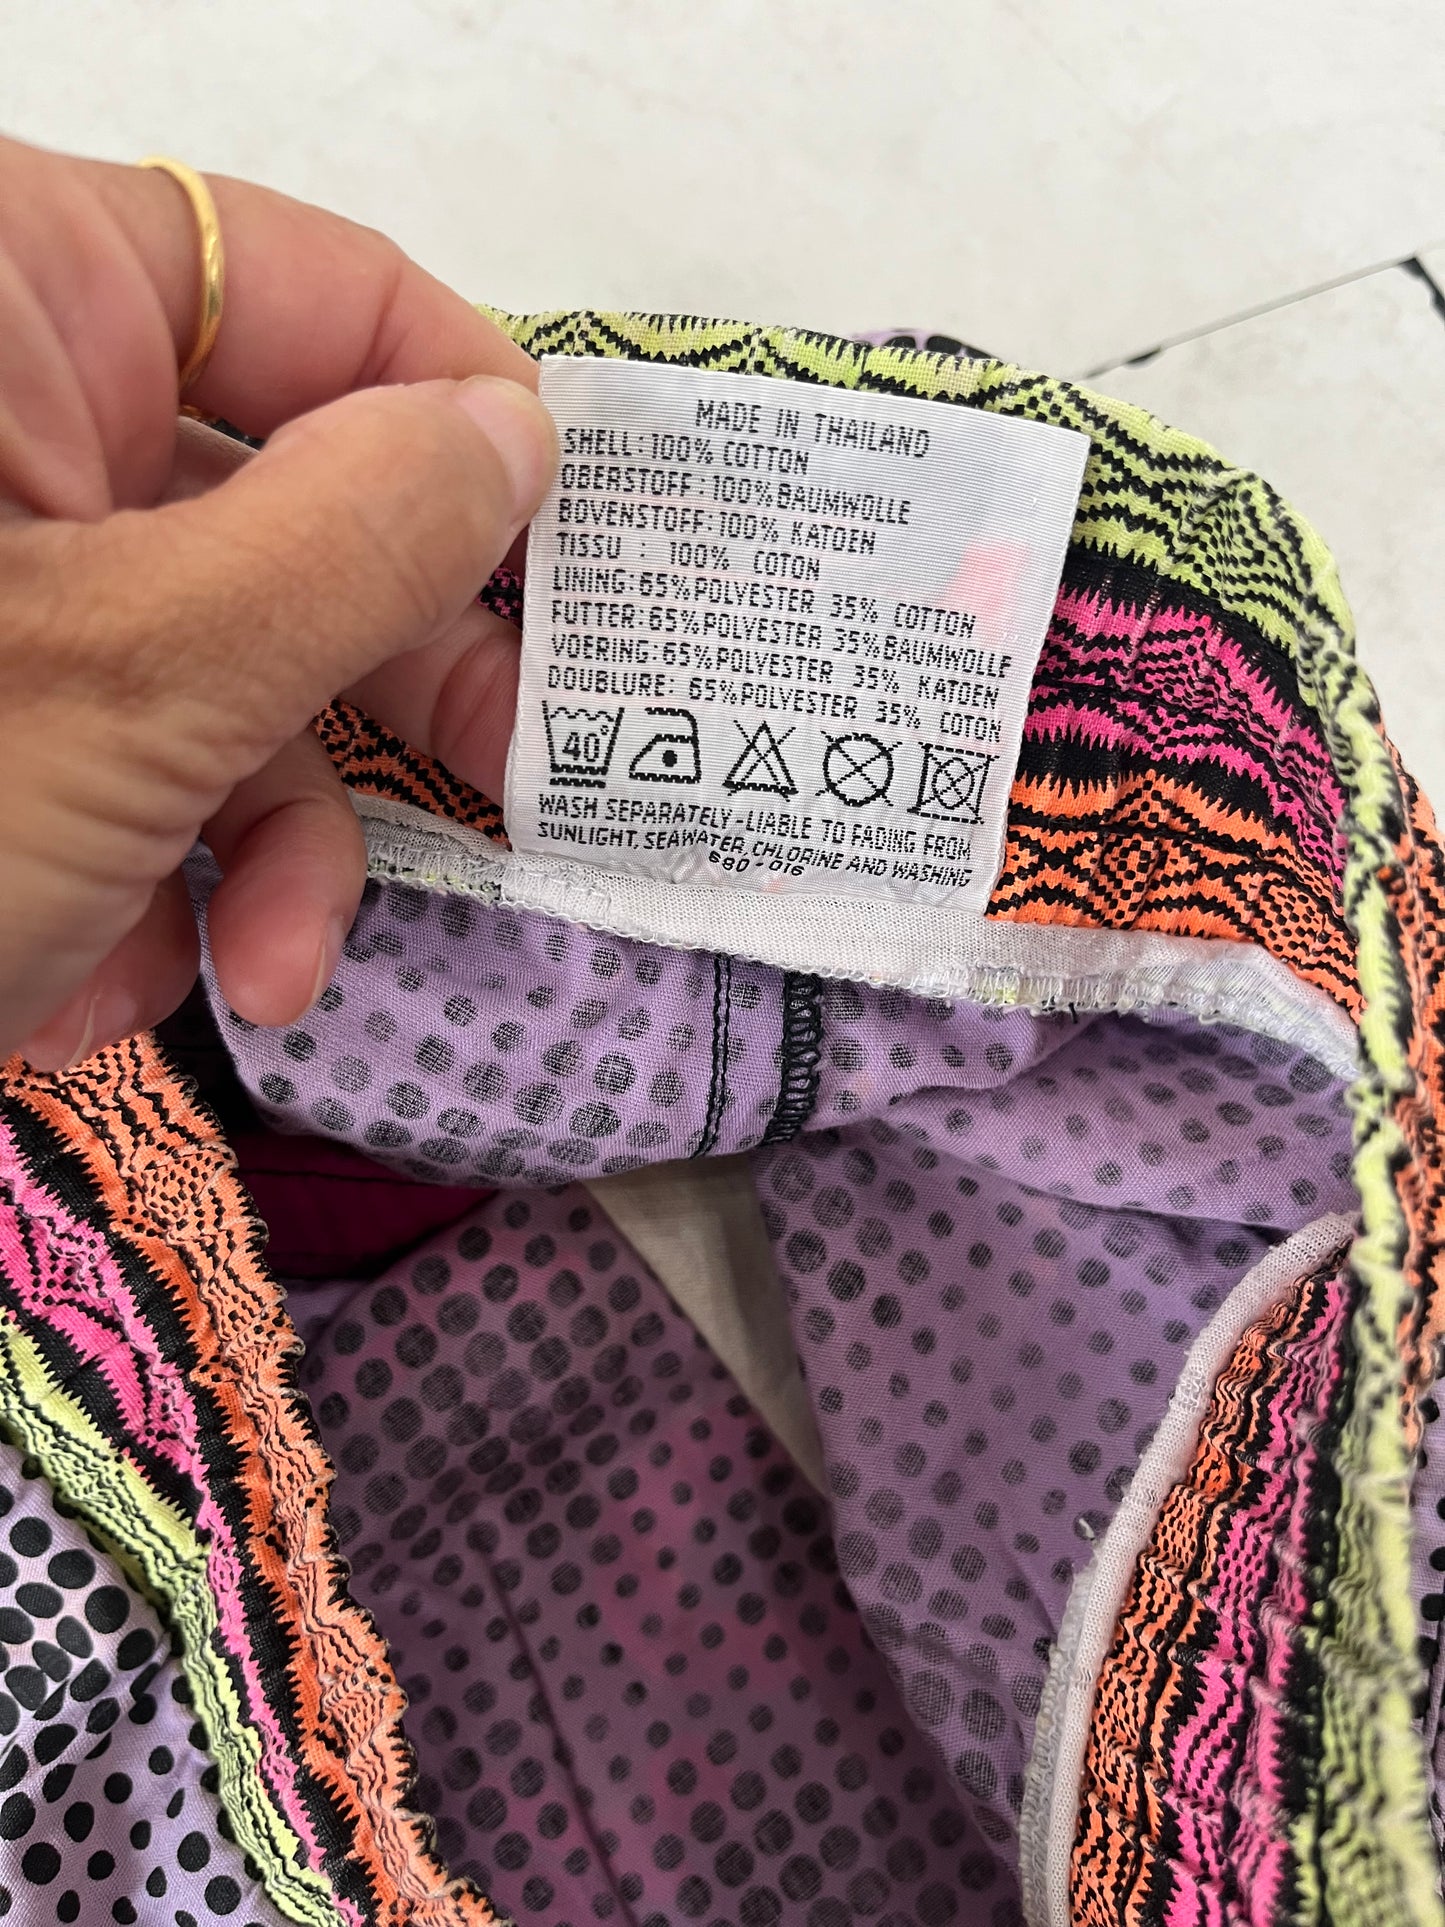 MADE IN THAILAND
SHELL: 100% COTTON
OBERSTOFF: 100% BAUMWOLLE
BOVENSTOFF: 100% KATOEN
TISSU : 100% COTON
LINING: 65% POLYESTER 35% COTTON
FUTTER: 65% POLYESTER 35% BAUMWOLLE
VOERING: 65% POLYESTER 35% KATOEN
DOUBLURE: 65% POLYESTER 35% COTON
40°
WASH SEPARATELY-LIABLE TO FADING FROM
SUNLIGHT, SEAWATER, CHLORINE AND WASHING
680-016